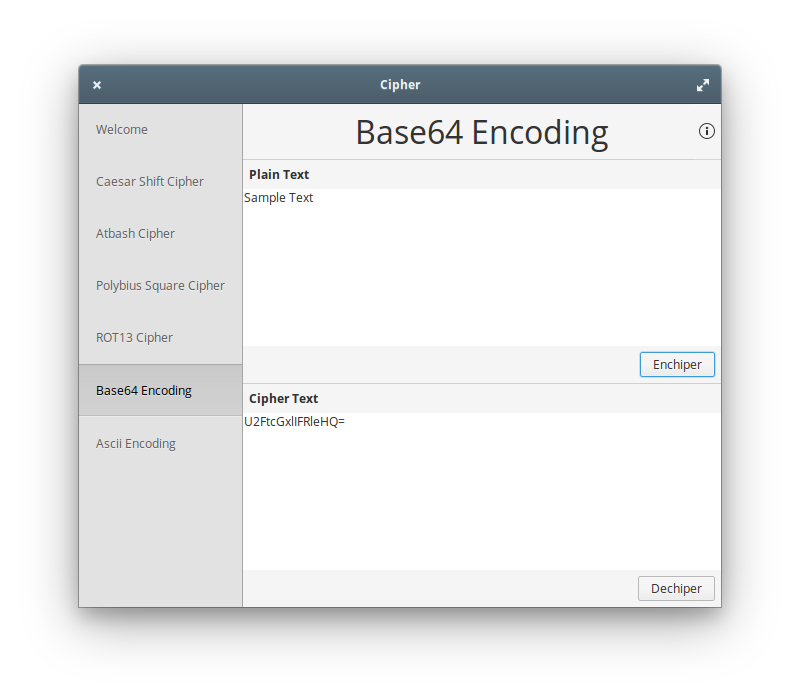 Cipher
Welcome
Caesar Shift Cipher
Atbash Cipher
Polybius Square Cipher
ROT13 Cipher
Base64 Encoding
Ascii Encoding
Base64 Encoding
Plain Text
Sample Text
Enchiper
Cipher Text
U2FtcGxlIFRleHQ=
Dechiper